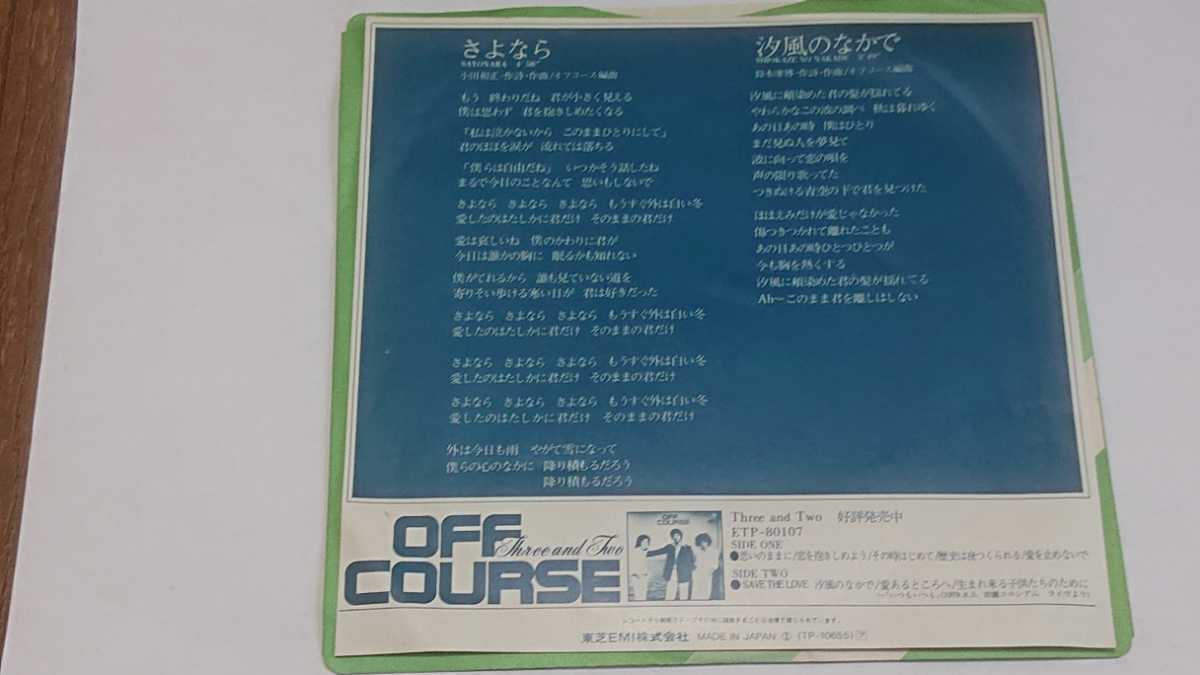 さよなら
SAYONARA
小田和正・作詩・作曲/オフコース編曲
もう 終わりだね 君が小さく見える
僕は思わず 君を抱きしめたくなる
「私は泣かないから このままひとりにして」
君のほほを涙が 流れては落ちる
「僕らは自由だね」 いつかそう話したね
まるで今日のことなんて 思いもしないで
さよなら さよなら さよなら もうすぐ外は白い冬
愛したのはたしかに君だけ そのままの君だけ
愛は哀しいね 僕のかわりに君が
今日は誰かの胸に 眠るかも知れない
僕がてれるから 誰も見ていない道を
寄りそい歩ける寒い日が 君は好きだった
さよなら さよなら さよなら もうすぐ外は白い冬
愛したのはたしかに君だけ そのままの君だけ
さよなら さよなら さよなら もうすぐ外は白い冬
愛したのはたしかに君だけ そのままの君だけ
さよなら さよなら さよなら もうすぐ外は白い冬
愛したのはたしかに君だけ そのままの君だけ
外は今日も雨 やがて雪になって
僕らの心のなかに 降り積もるだろう
降り積もるだろう
汐風のなかで
SHIOKAZE NO NAKADE
鈴木康博・作詩・作曲/オフコース編曲
汐風に頬染めた君の髪が揺れてる
やわらかなこの波の調べ 秋は暮れゆく
あの日あの時 僕はひとり
まだ見ぬ人を夢見て
波に向って恋の唄を
声の限り歌ってた
つきぬける青空の下で君を見つけた
ほほえみだけが愛じゃなかった
傷つきつかれて離れたことも
あの日あの時ひとつひとつが
今も胸を熱くする
汐風に頬染めた君の髪が揺れてる
Ah〜このまま君を離しはしない
OFF COURSE
Three and Two
OFF COURSE
Three and Two 好評発売中
ETP-80107
SIDE ONE
●思いのままに/恋を抱きしめよう/その時はじめて/歴史は夜つくられる/愛を止めないで
SIDE TWO
●SAVE THE LOVE 汐風のなかで/愛あるところへ/生まれ来る子供たちのために
東芝EMI株式会社 MADE IN JAPAN ① (TP-10655) Ⓟ